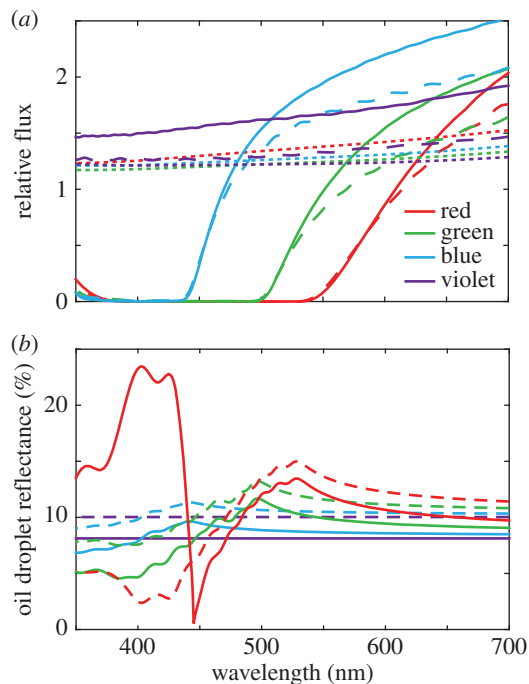 (a)
2
1
0
relative flux
red
green
blue
violet
(b)
20
10
0
oil droplet reflectance (%)
400
500
600
700
wavelength (nm)